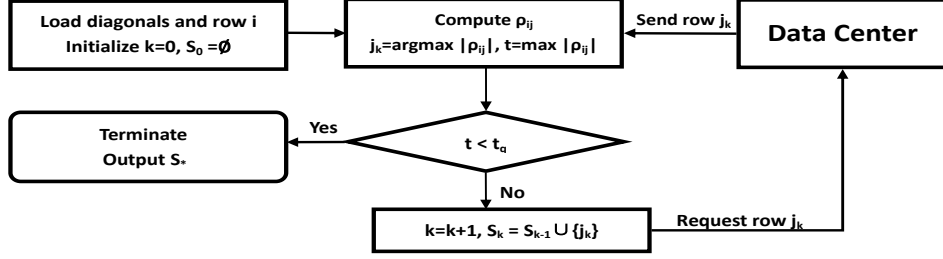 Load diagonals and row i
Initialize k=0, S₀ =∅
Compute ρᵢⱼ
jₖ=argmax |ρᵢⱼ|, t=max |ρᵢⱼ|
Send row jₖ
Data Center
Yes
Terminate
Output S*
t < t_q
No
k=k+1, Sₖ = Sₖ₋₁ ∪ {jₖ}
Request row jₖ